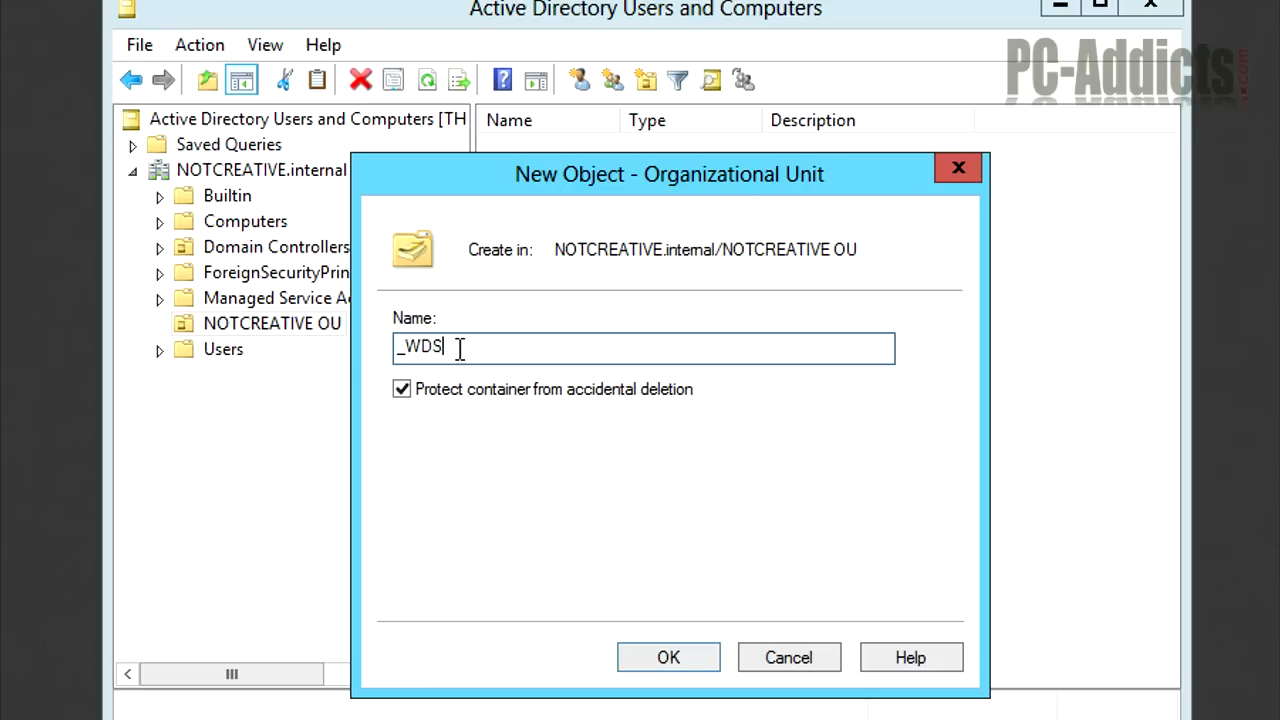 Active Directory Users and Computers
File Action View Help
PC-Addicts
Active Directory Users and Computers [TH
Name Type Description
Saved Queries
NOTCREATIVE.internal
Builtin
Computers
Domain Controllers
ForeignSecurityPrin
Managed Service Ac
NOTCREATIVE OU
Users
New Object - Organizational Unit
Create in: NOTCREATIVE.internal/NOTCREATIVE OU
Name:
_WDS
Protect container from accidental deletion
OK Cancel Help